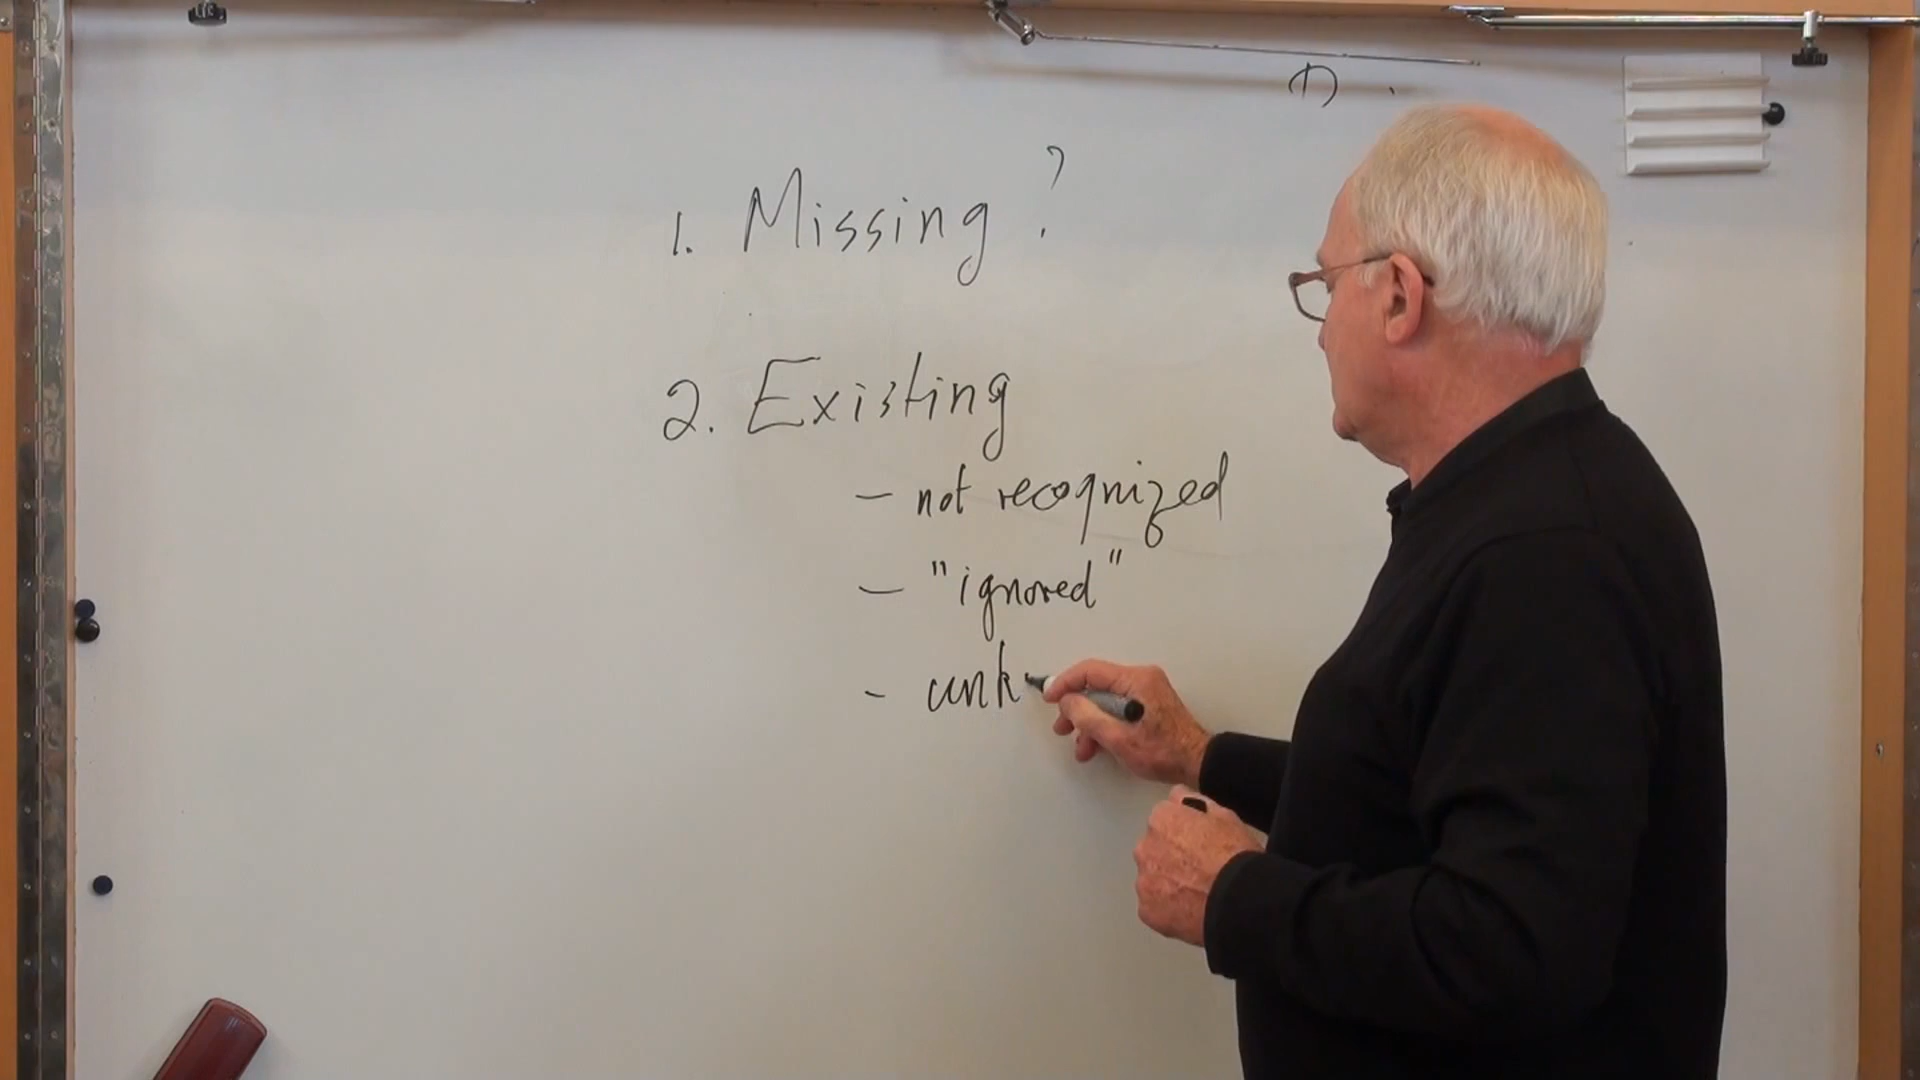 1. Missing ?
2. Existing
— not recognized
— "ignored"
- unk